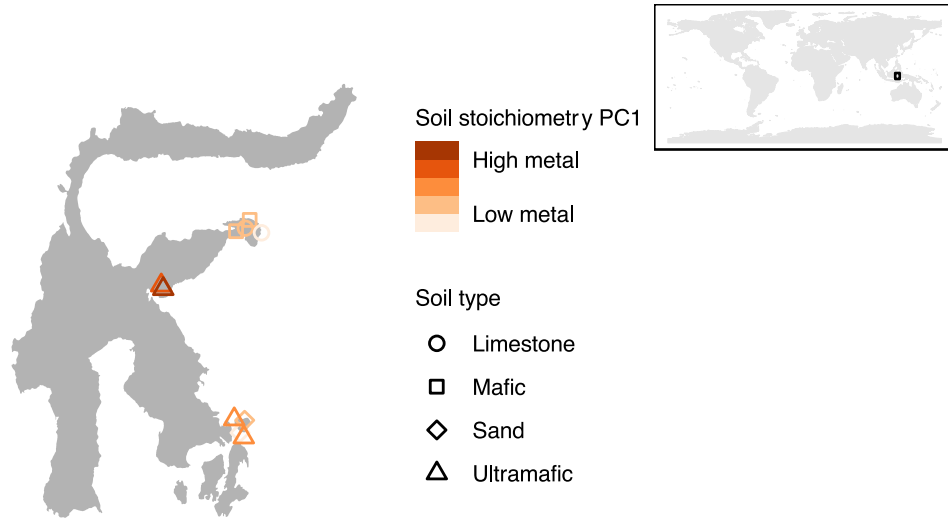 Soil stoichiometry PC1
High metal
Low metal
Soil type
Limestone
Mafic
Sand
Ultramafic